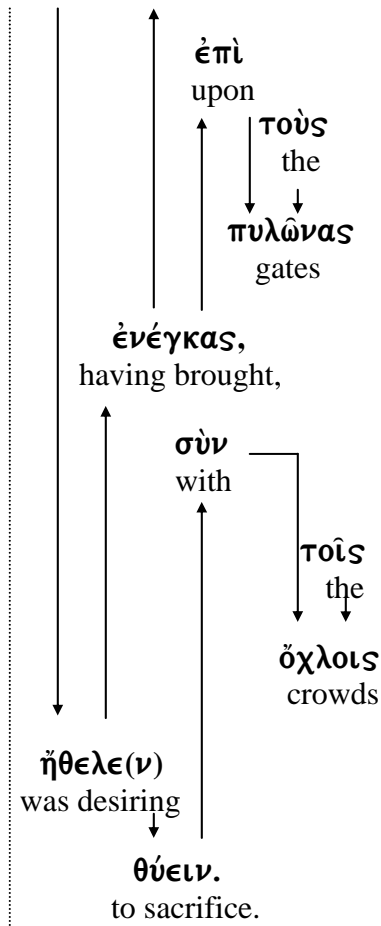 ἐπὶ
upon
τοὺς
the
πυλῶνας
gates
ἐνέγκας,
having brought,
σὺν
with
τοῖς
the
ὄχλοις
crowds
ἤθελε(ν)
was desiring
θύειν.
to sacrifice.